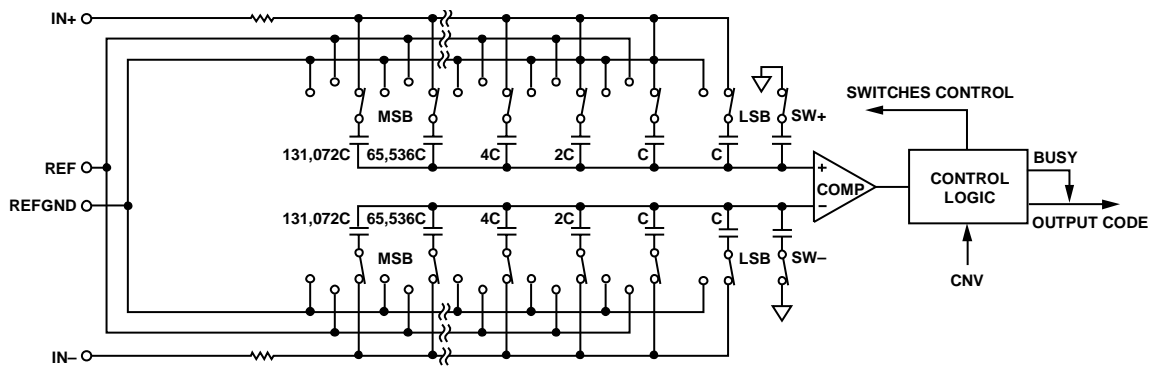 IN+
SWITCHES CONTROL
MSB
LSB
SW+
131,072C
65,536C
4C
2C
C
C
BUSY
REF
+
COMP
CONTROL
LOGIC
REFGND
–
OUTPUT CODE
131,072C
65,536C
4C
2C
C
C
MSB
LSB
SW–
CNV
IN–